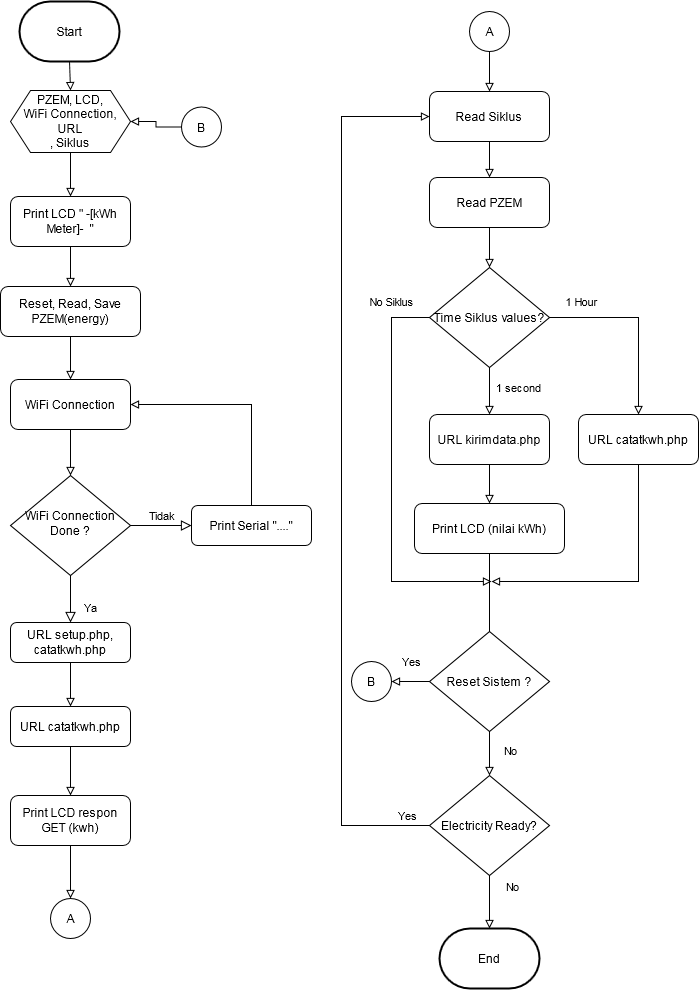 Start
PZEM, LCD,
WiFi Connection,
URL
, Siklus
B
Print LCD " -[kWh
Meter]-  "
Reset, Read, Save
PZEM(energy)
WiFi Connection
WiFi Connection
Done ?
Tidak
Print Serial "...."
Ya
URL setup.php,
catatkwh.php
URL catatkwh.php
Print LCD respon
GET (kwh)
A
A
Read Siklus
Read PZEM
No Siklus
Time Siklus values?
1 Hour
1 second
URL kirimdata.php
URL catatkwh.php
Print LCD (nilai kWh)
Yes
B
Reset Sistem ?
No
Yes
Electricity Ready?
No
End